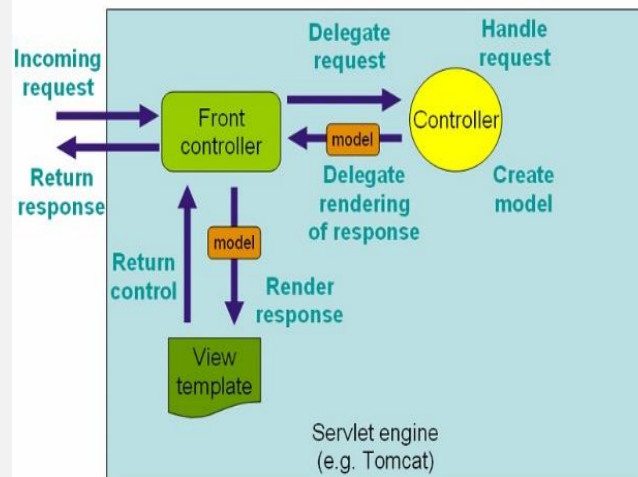 Incoming
request
Return
response
Front
controller
Delegate
request
Handle
request
Controller
model
Delegate
rendering
of response
Create
model
model
Return
control
Render
response
View
template
Servlet engine
(e.g. Tomcat)